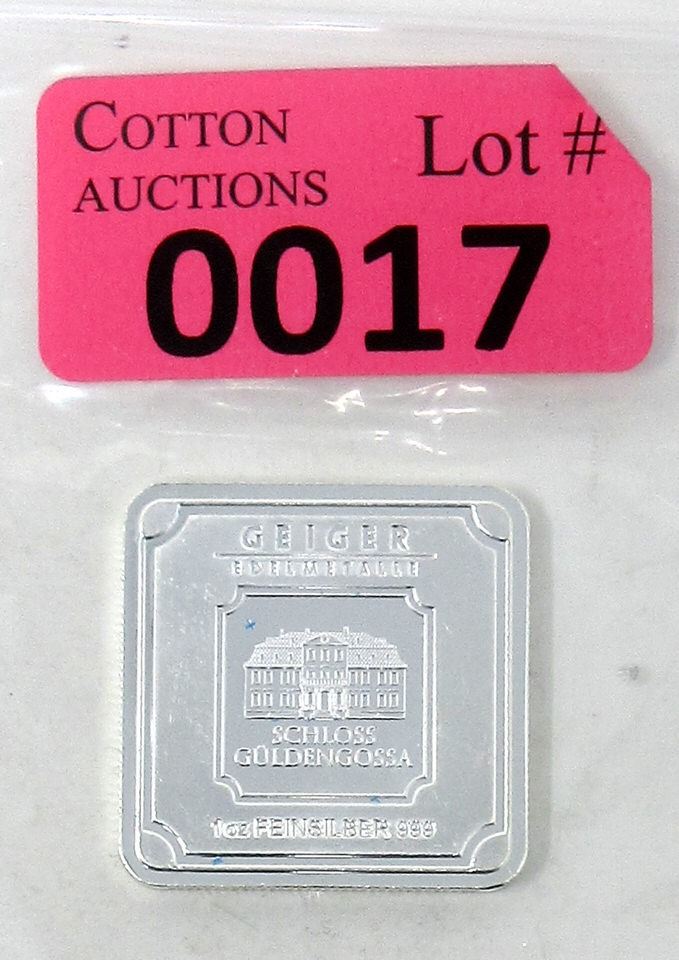 COTTON
AUCTIONS
Lot #
0017
GEIGER
EDELMETALLE
SCHLOSS
GÜLDENGOSSA
1oz FEINSILBER 999